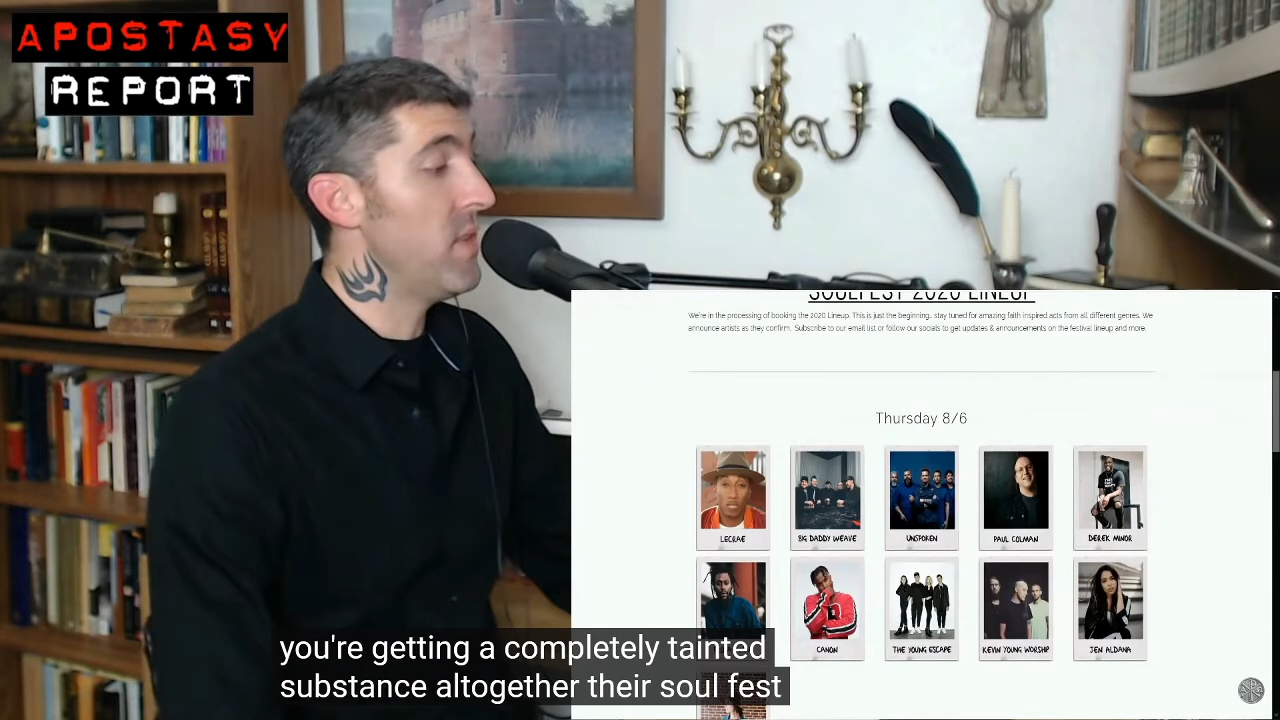 APOSTASY
REPORT
SOULFEST 2020 LINEUP
We're in the processing of booking the 2020 Lineup. This is just the beginning.. stay tuned for amazing faith inspired acts from all different genres. We
announce artists as they confirm. Subscribe to our email list or follow our socials to get updates & announcements on the festival lineup and more.
Thursday 8/6
LECRAE BIG DADDY WEAVE UNSPOKEN PAUL COLMAN DEREK MINOR
CANON THE YOUNG ESCAPE KEVIN YOUNG WORSHIP JEN ALDANA
you're getting a completely tainted
substance altogether their soul fest